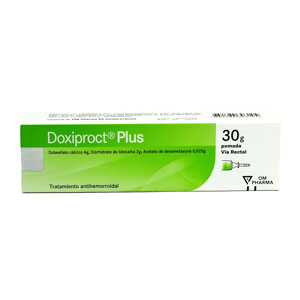 Doxiproct® Plus
30g
pomada
Vía Rectal
Dobesilato cálcico 4g, Clorhidrato de lidocaína 2g, Acetato de dexametasona 0,025g
Tratamiento antihemorroidal
OM PHARMA